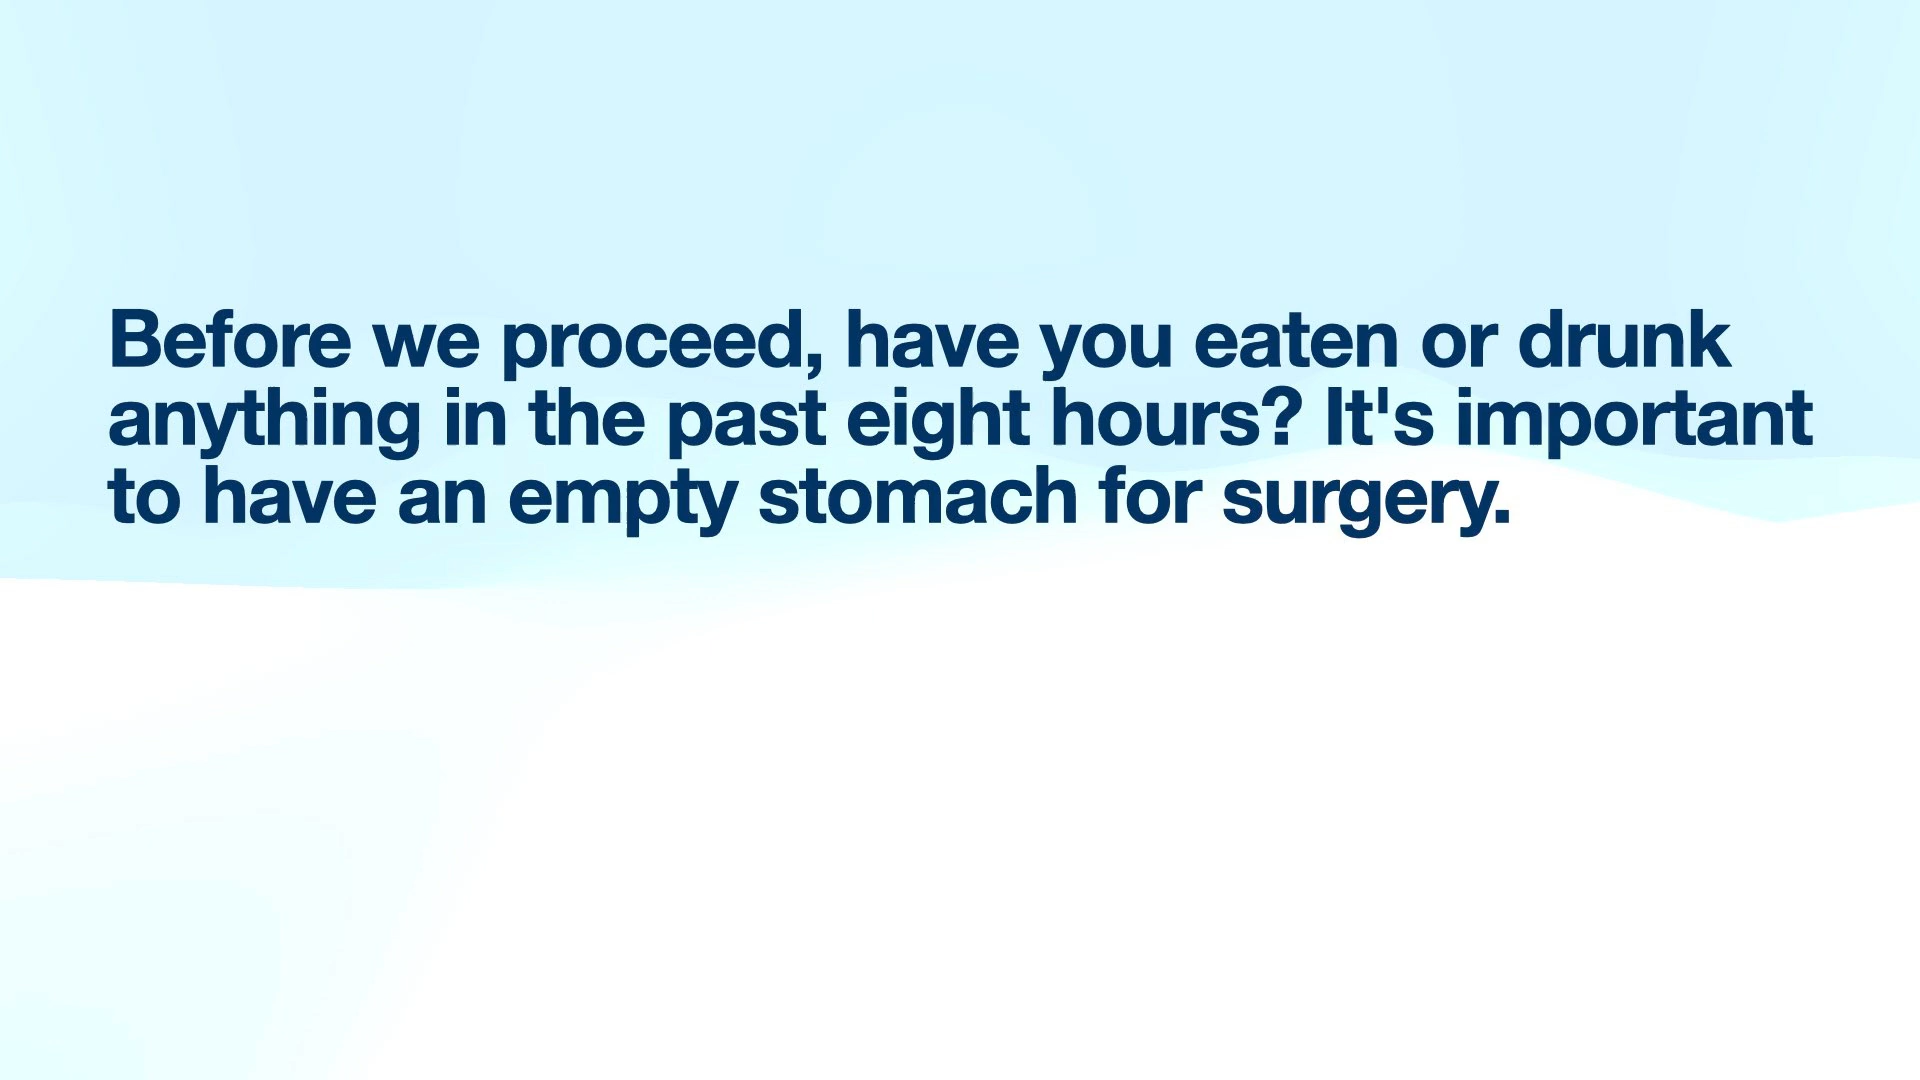 Before we proceed, have you eaten or drunk
anything in the past eight hours? It's important
to have an empty stomach for surgery.